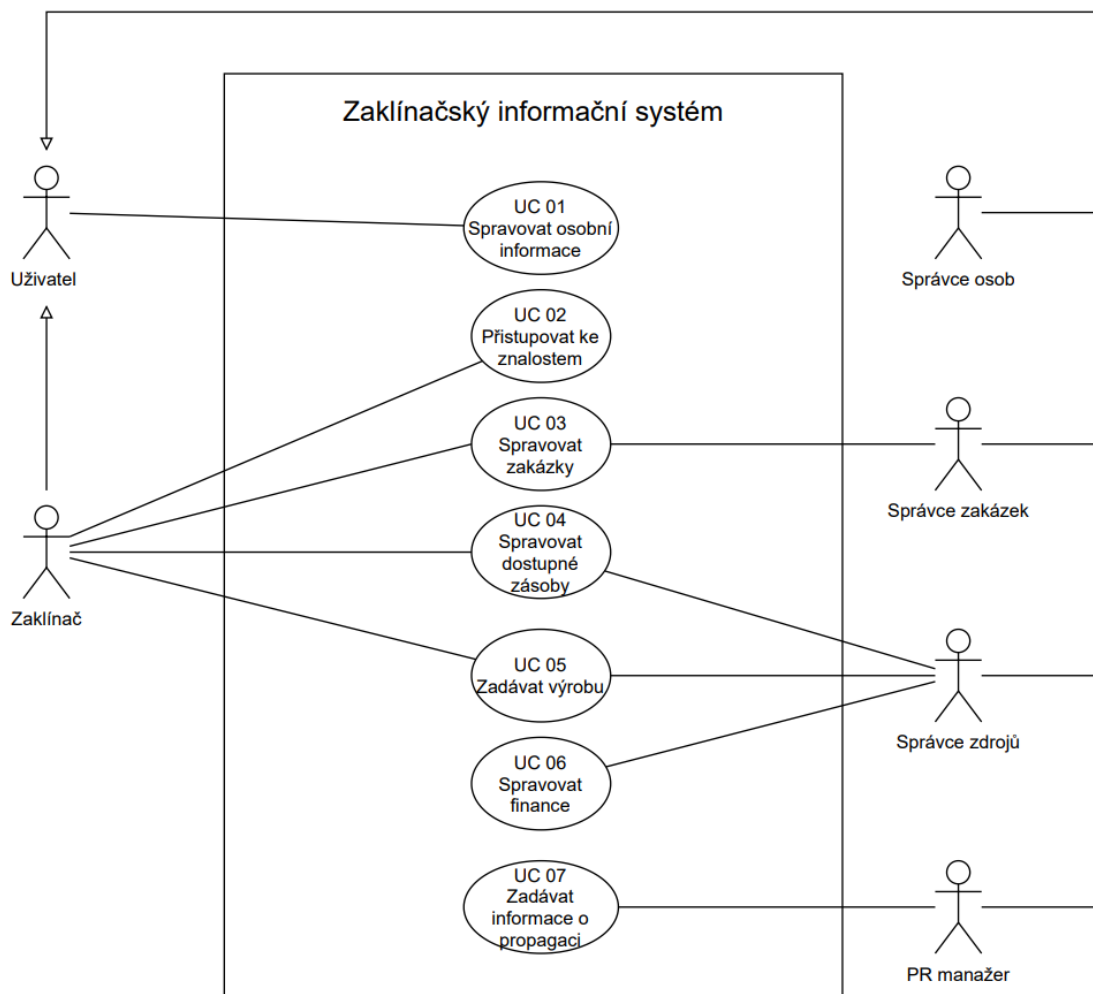 Zaklínačský informační systém
UC 01
Spravovat osobní
informace
Uživatel
Správce osob
UC 02
Přistupovat ke
znalostem
UC 03
Spravovat
zakázky
Správce zakázek
UC 04
Spravovat
dostupné
zásoby
Zaklínač
UC 05
Zadávat výrobu
Správce zdrojů
UC 06
Spravovat
finance
UC 07
Zadávat
informace o
propagaci
PR manažer